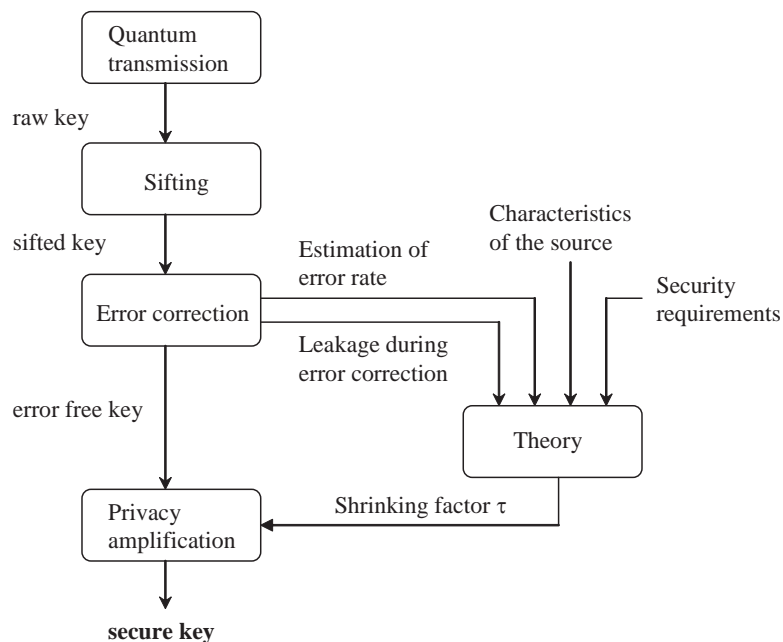 Quantum
transmission
raw key
Sifting
sifted key
Estimation of
error rate
Characteristics
of the source
Security
requirements
Error correction
Leakage during
error correction
error free key
Theory
Privacy
amplification
Shrinking factor τ
secure key